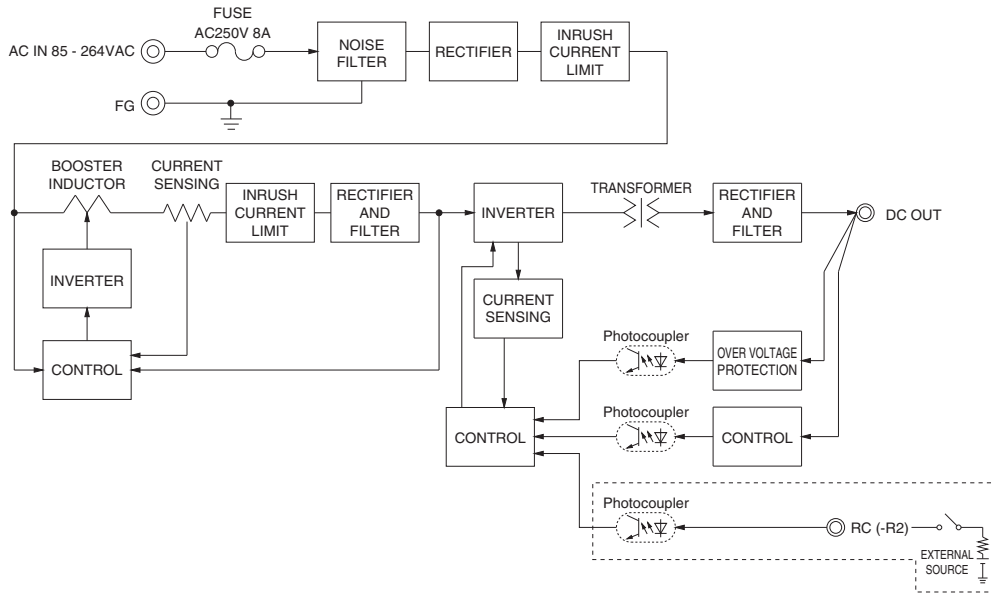 FUSE
AC250V 8A
AC IN 85 - 264VAC
NOISE
FILTER
RECTIFIER
INRUSH
CURRENT
LIMIT
FG
BOOSTER
INDUCTOR
CURRENT
SENSING
INRUSH
CURRENT
LIMIT
RECTIFIER
AND
FILTER
INVERTER
TRANSFORMER
RECTIFIER
AND
FILTER
DC OUT
INVERTER
CURRENT
SENSING
CONTROL
Photocoupler
OVER VOLTAGE
PROTECTION
Photocoupler
CONTROL
CONTROL
Photocoupler
RC (-R2)
EXTERNAL
SOURCE